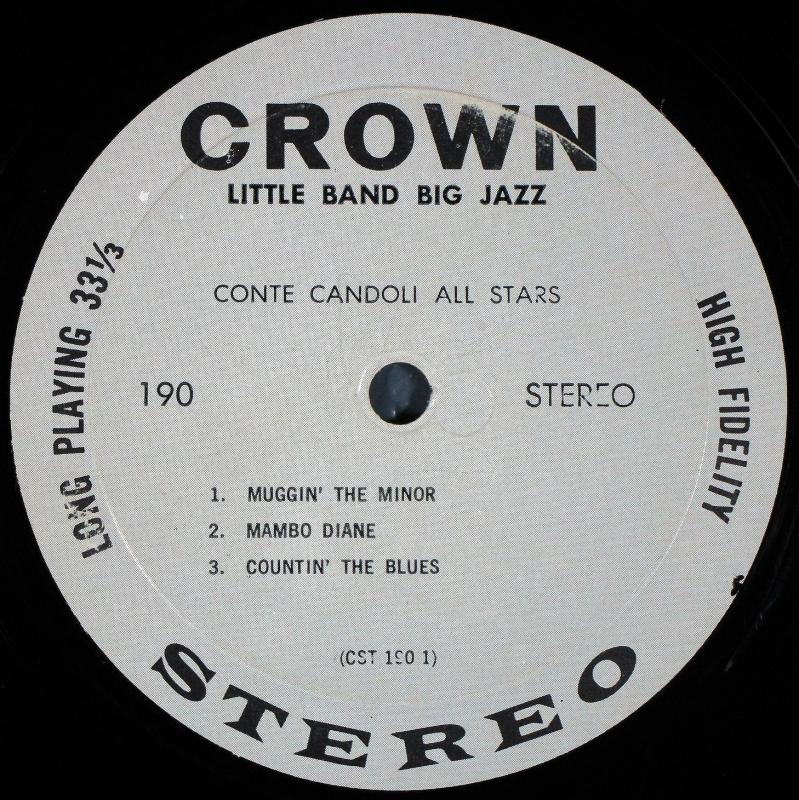 CROWN
LITTLE BAND BIG JAZZ
LONG PLAYING 33⅓
CONTE CANDOLI ALL STARS
HIGH FIDELITY
190
STEREO
1. MUGGIN' THE MINOR
2. MAMBO DIANE
3. COUNTIN' THE BLUES
(CST 190 1)
STEREO